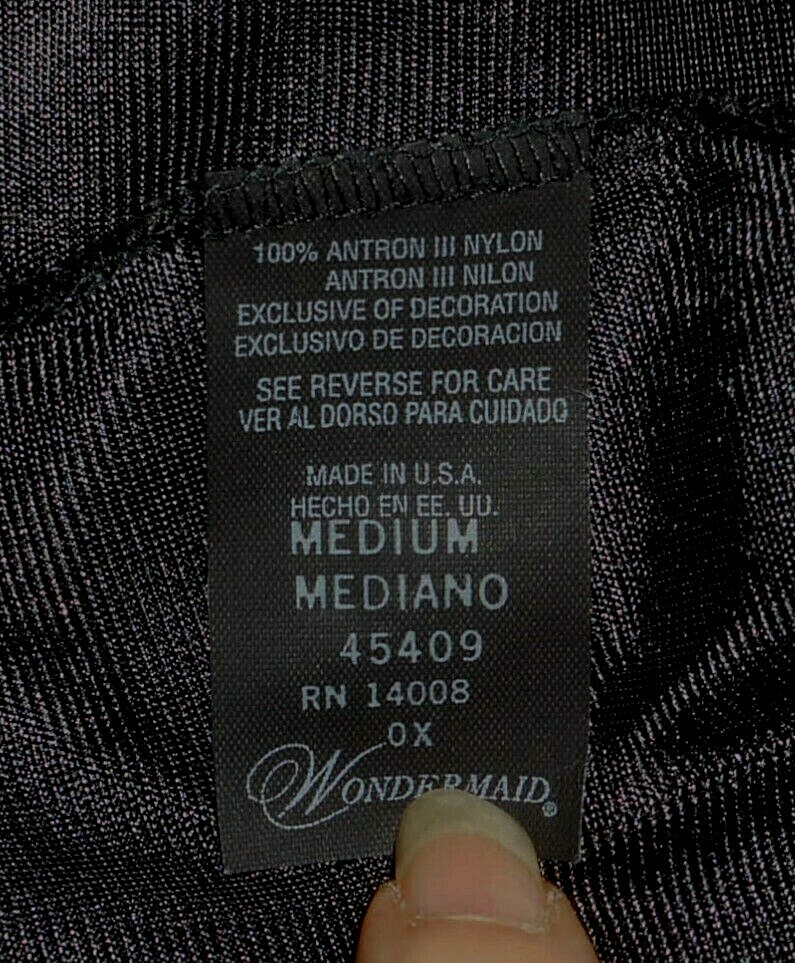 100% ANTRON III NYLON
ANTRON III NILON
EXCLUSIVE OF DECORATION
EXCLUSIVO DE DECORACION
SEE REVERSE FOR CARE
VER AL DORSO PARA CUIDADO
MADE IN U.S.A.
HECHO EN EE. UU.
MEDIUM
MEDIANO
45409
RN 14008
OX
WONDERMAID®